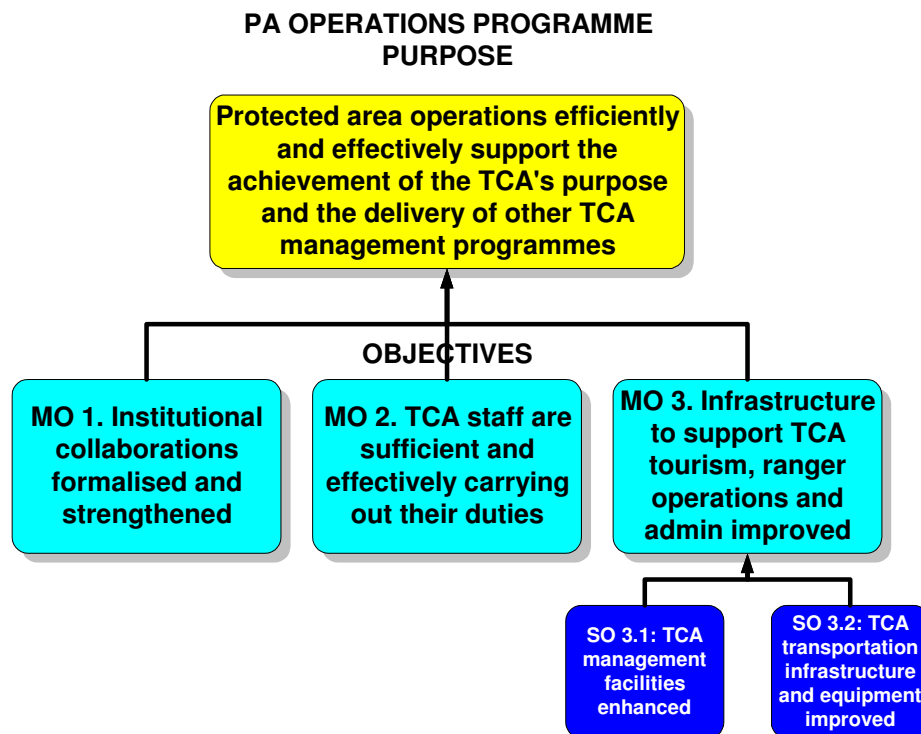 PA OPERATIONS PROGRAMME
PURPOSE
Protected area operations efficiently
and effectively support the
achievement of the TCA's purpose
and the delivery of other TCA
management programmes
OBJECTIVES
MO 1. Institutional
collaborations
formalised and
strengthened
MO 2. TCA staff are
sufficient and
effectively carrying
out their duties
MO 3. Infrastructure
to support TCA
tourism, ranger
operations and
admin improved
SO 3.1: TCA
management
facilities
enhanced
SO 3.2: TCA
transportation
infrastructure
and equipment
improved